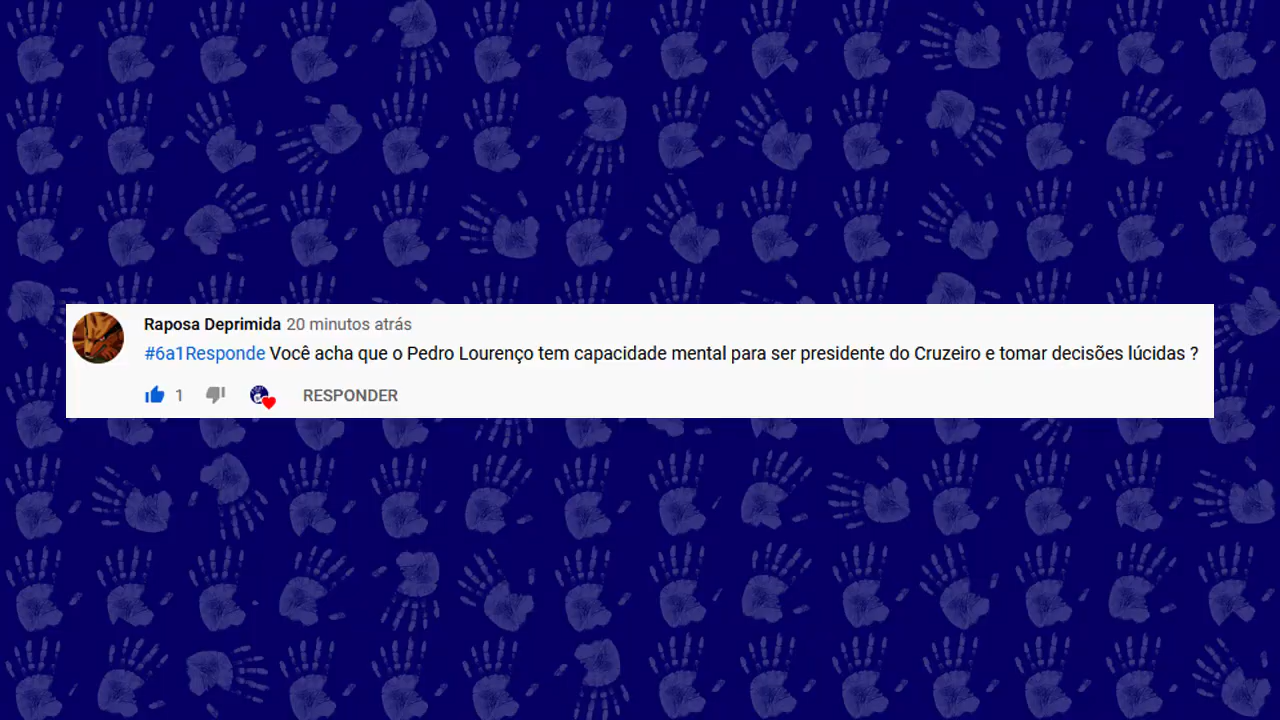 Raposa Deprimida 20 minutos atrás
#6a1Responde Você acha que o Pedro Lourenço tem capacidade mental para ser presidente do Cruzeiro e tomar decisões lúcidas ?
1 RESPONDER